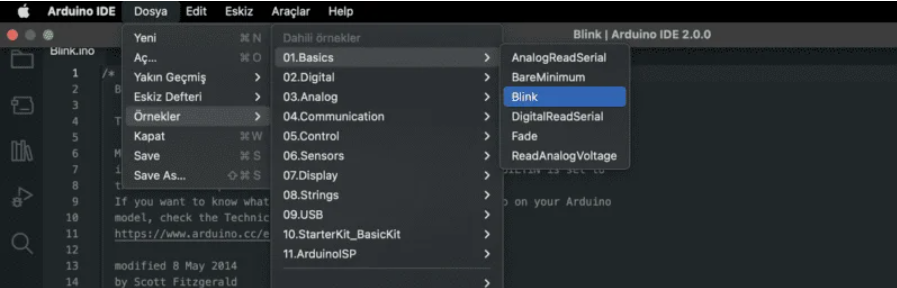 Arduino IDE Dosya Edit Eskiz Araçlar Help
Blink | Arduino IDE 2.0.0
Blink.ino
Yeni ⌘ N
Aç... ⌘ O
Yakın Geçmiş
Eskiz Defteri
Örnekler
Kapat ⌘ W
Save ⌘ S
Save As... ⇧ ⌘ S
Dahili örnekler
01.Basics
02.Digital
03.Analog
04.Communication
05.Control
06.Sensors
07.Display
08.Strings
09.USB
10.StarterKit_BasicKit
11.ArduinoISP
AnalogReadSerial
BareMinimum
Blink
DigitalReadSerial
Fade
ReadAnalogVoltage
1 /*
2 B
3
4 T
5
6 M
7 is set to
8
9 If you want to know what on your Arduino
10 model, check the Technic
11 https://www.arduino.cc/e
12
13 modified 8 May 2014
14 by Scott Fitzgerald